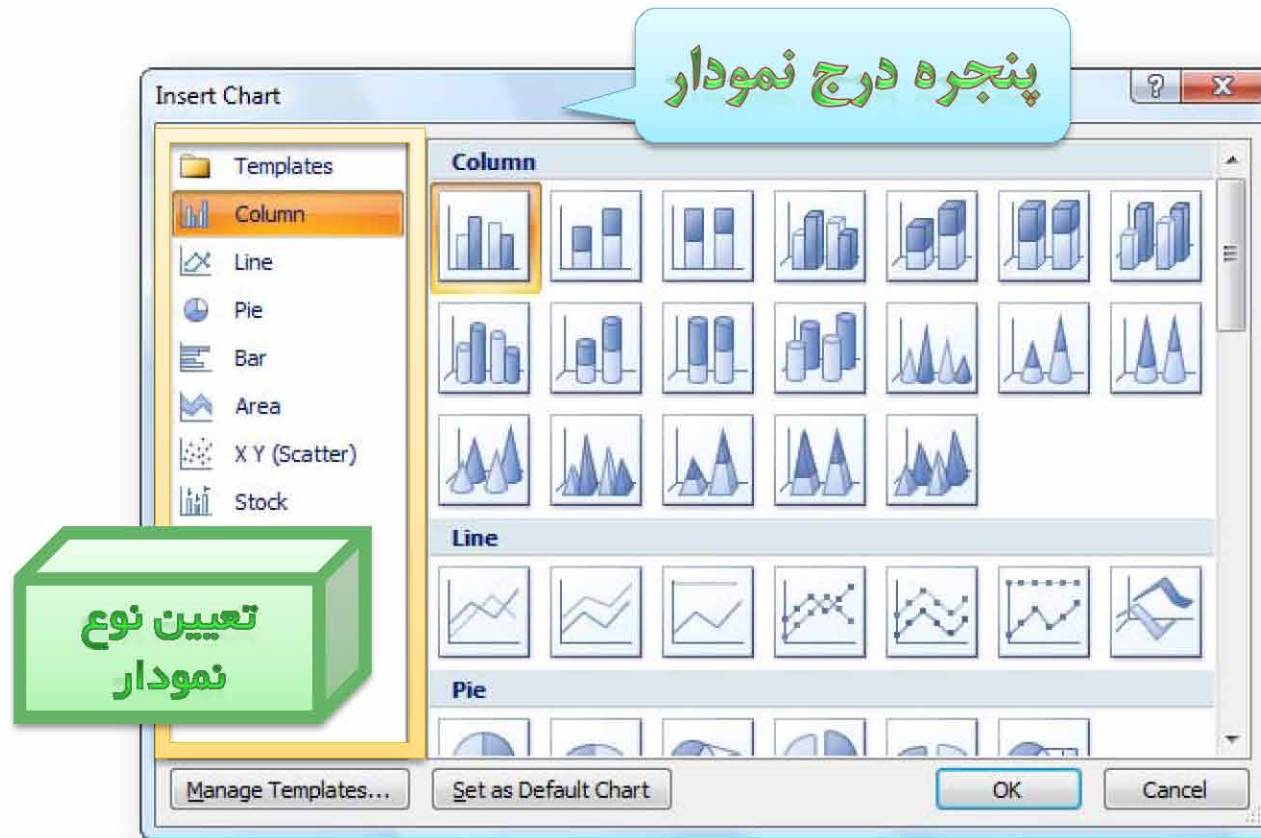 پنجره درج نمودار
Insert Chart
Templates
Column
Line
Pie
Bar
Area
X Y (Scatter)
Stock
تعیین نوع
نمودار
Column
Line
Pie
Manage Templates...
Set as Default Chart
OK
Cancel